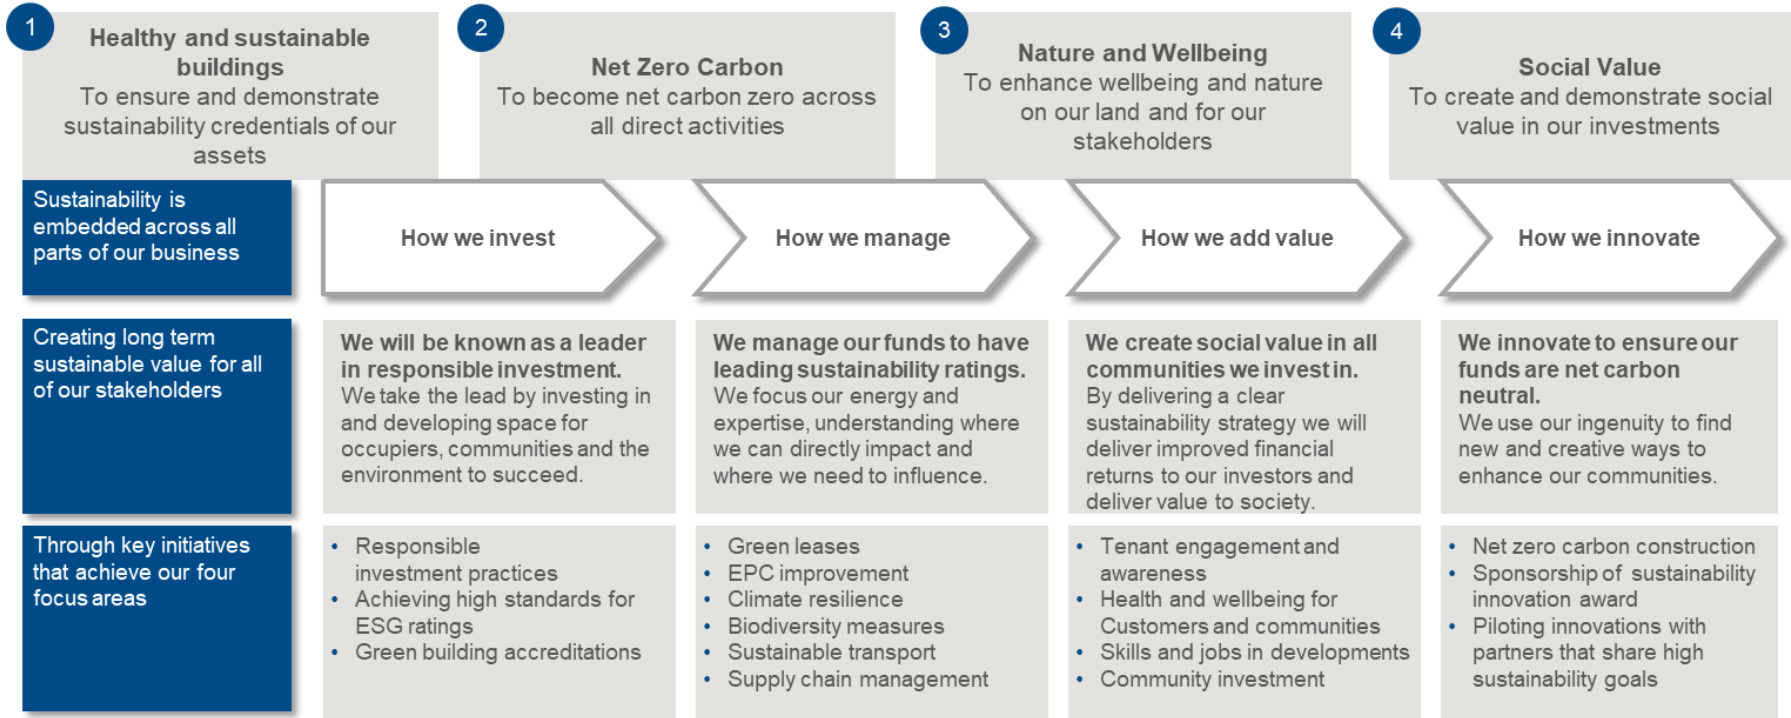 1
Healthy and sustainable
buildings
To ensure and demonstrate
sustainability credentials of our
assets
2
Net Zero Carbon
To become net carbon zero across
all direct activities
3
Nature and Wellbeing
To enhance wellbeing and nature
on our land and for our
stakeholders
4
Social Value
To create and demonstrate social
value in our investments
Sustainability is
embedded across all
parts of our business
How we invest
How we manage
How we add value
How we innovate
Creating long term
sustainable value for all
of our stakeholders
We will be known as a leader
in responsible investment.
We take the lead by investing in
and developing space for
occupiers, communities and the
environment to succeed.
We manage our funds to have
leading sustainability ratings.
We focus our energy and
expertise, understanding where
we can directly impact and
where we need to influence.
We create social value in all
communities we invest in.
By delivering a clear
sustainability strategy we will
deliver improved financial
returns to our investors and
deliver value to society.
We innovate to ensure our
funds are net carbon
neutral.
We use our ingenuity to find
new and creative ways to
enhance our communities.
Through key initiatives
that achieve our four
focus areas
• Responsible
investment practices
• Achieving high standards for
ESG ratings
• Green building accreditations
• Green leases
• EPC improvement
• Climate resilience
• Biodiversity measures
• Sustainable transport
• Supply chain management
• Tenant engagement and
awareness
• Health and wellbeing for
Customers and communities
• Skills and jobs in developments
• Community investment
• Net zero carbon construction
• Sponsorship of sustainability
innovation award
• Piloting innovations with
partners that share high
sustainability goals